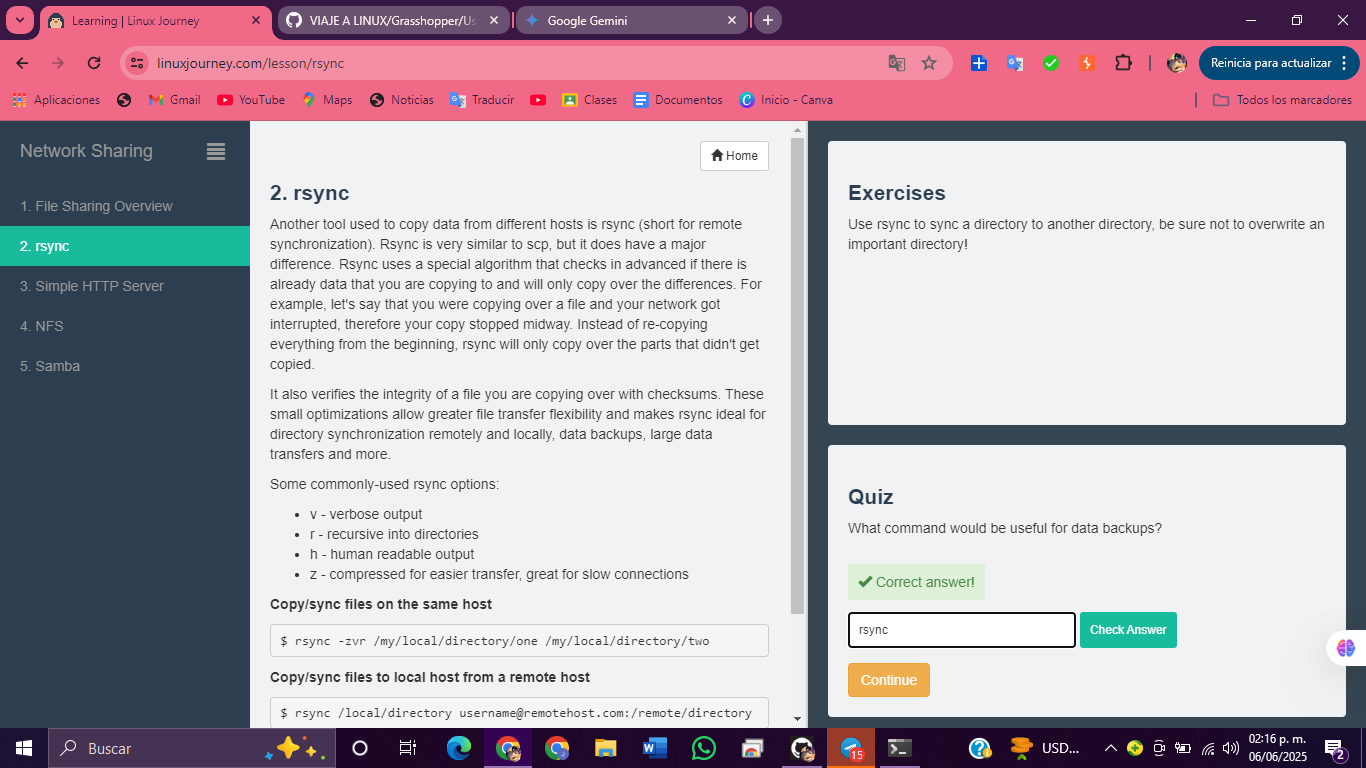 Learning | Linux Journey
VIAJE A LINUX/Grasshopper/Us
Google Gemini
linuxjourney.com/lesson/rsync
Reinicia para actualizar
Aplicaciones
Gmail
YouTube
Maps
Noticias
Traducir
Clases
Documentos
Inicio - Canva
Todos los marcadores
Network Sharing
1. File Sharing Overview
2. rsync
3. Simple HTTP Server
4. NFS
5. Samba
Home
2. rsync
Another tool used to copy data from different hosts is rsync (short for remote
synchronization). Rsync is very similar to scp, but it does have a major
difference. Rsync uses a special algorithm that checks in advanced if there is
already data that you are copying to and will only copy over the differences. For
example, let's say that you were copying over a file and your network got
interrupted, therefore your copy stopped midway. Instead of re-copying
everything from the beginning, rsync will only copy over the parts that didn't get
copied.
It also verifies the integrity of a file you are copying over with checksums. These
small optimizations allow greater file transfer flexibility and makes rsync ideal for
directory synchronization remotely and locally, data backups, large data
transfers and more.
Some commonly-used rsync options:
• v - verbose output
• r - recursive into directories
• h - human readable output
• z - compressed for easier transfer, great for slow connections
Copy/sync files on the same host
$ rsync -zvr /my/local/directory/one /my/local/directory/two
Copy/sync files to local host from a remote host
$ rsync /local/directory username@remotehost.com:/remote/directory
Exercises
Use rsync to sync a directory to another directory, be sure not to overwrite an
important directory!
Quiz
What command would be useful for data backups?
Correct answer!
rsync
Check Answer
Continue
Buscar
15
USD...
02:16 p. m.
06/06/2025
2